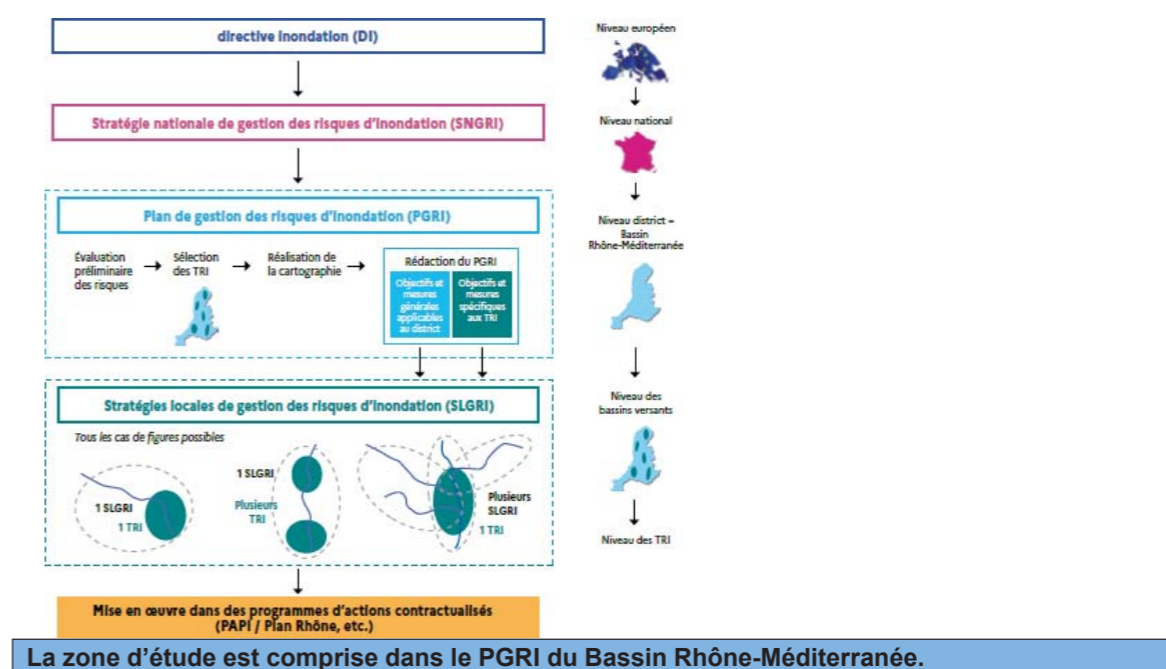 directive Inondation (DI)
Stratégie nationale de gestion des risques d'inondation (SNGRI)
Plan de gestion des risques d'inondation (PGRI)
Évaluation
préliminaire
des risques
Sélection
des TRI
Réalisation de
la cartographie
Rédaction du PGRI
Objectifs et
mesures
générales
applicables
au district
Objectifs et
mesures
spécifiques
aux TRI
Stratégies locales de gestion des risques d'inondation (SLGRI)
Tous les cas de figures possibles
1 SLGRI
1 TRI
1 SLGRI
Plusieurs
TRI
Plusieurs
SLGRI
1 TRI
Mise en œuvre dans des programmes d'actions contractualisés
(PAPI / Plan Rhône, etc.)
Niveau européen
Niveau national
Niveau district –
Bassin
Rhône-Méditerranée
Niveau des
bassins versants
Niveau des TRI
La zone d'étude est comprise dans le PGRI du Bassin Rhône-Méditerranée.